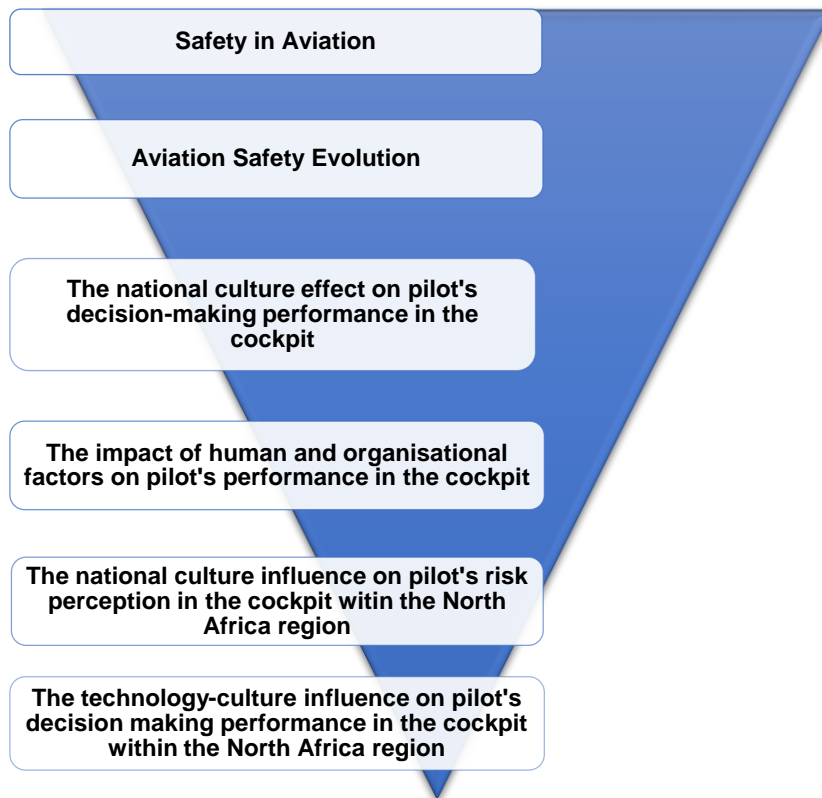 Safety in Aviation
Aviation Safety Evolution
The national culture effect on pilot's
decision-making performance in the
cockpit
The impact of human and organisational
factors on pilot's performance in the cockpit
The national culture influence on pilot's risk
perception in the cockpit witin the North
Africa region
The technology-culture influence on pilot's
decision making performance in the cockpit
within the North Africa region